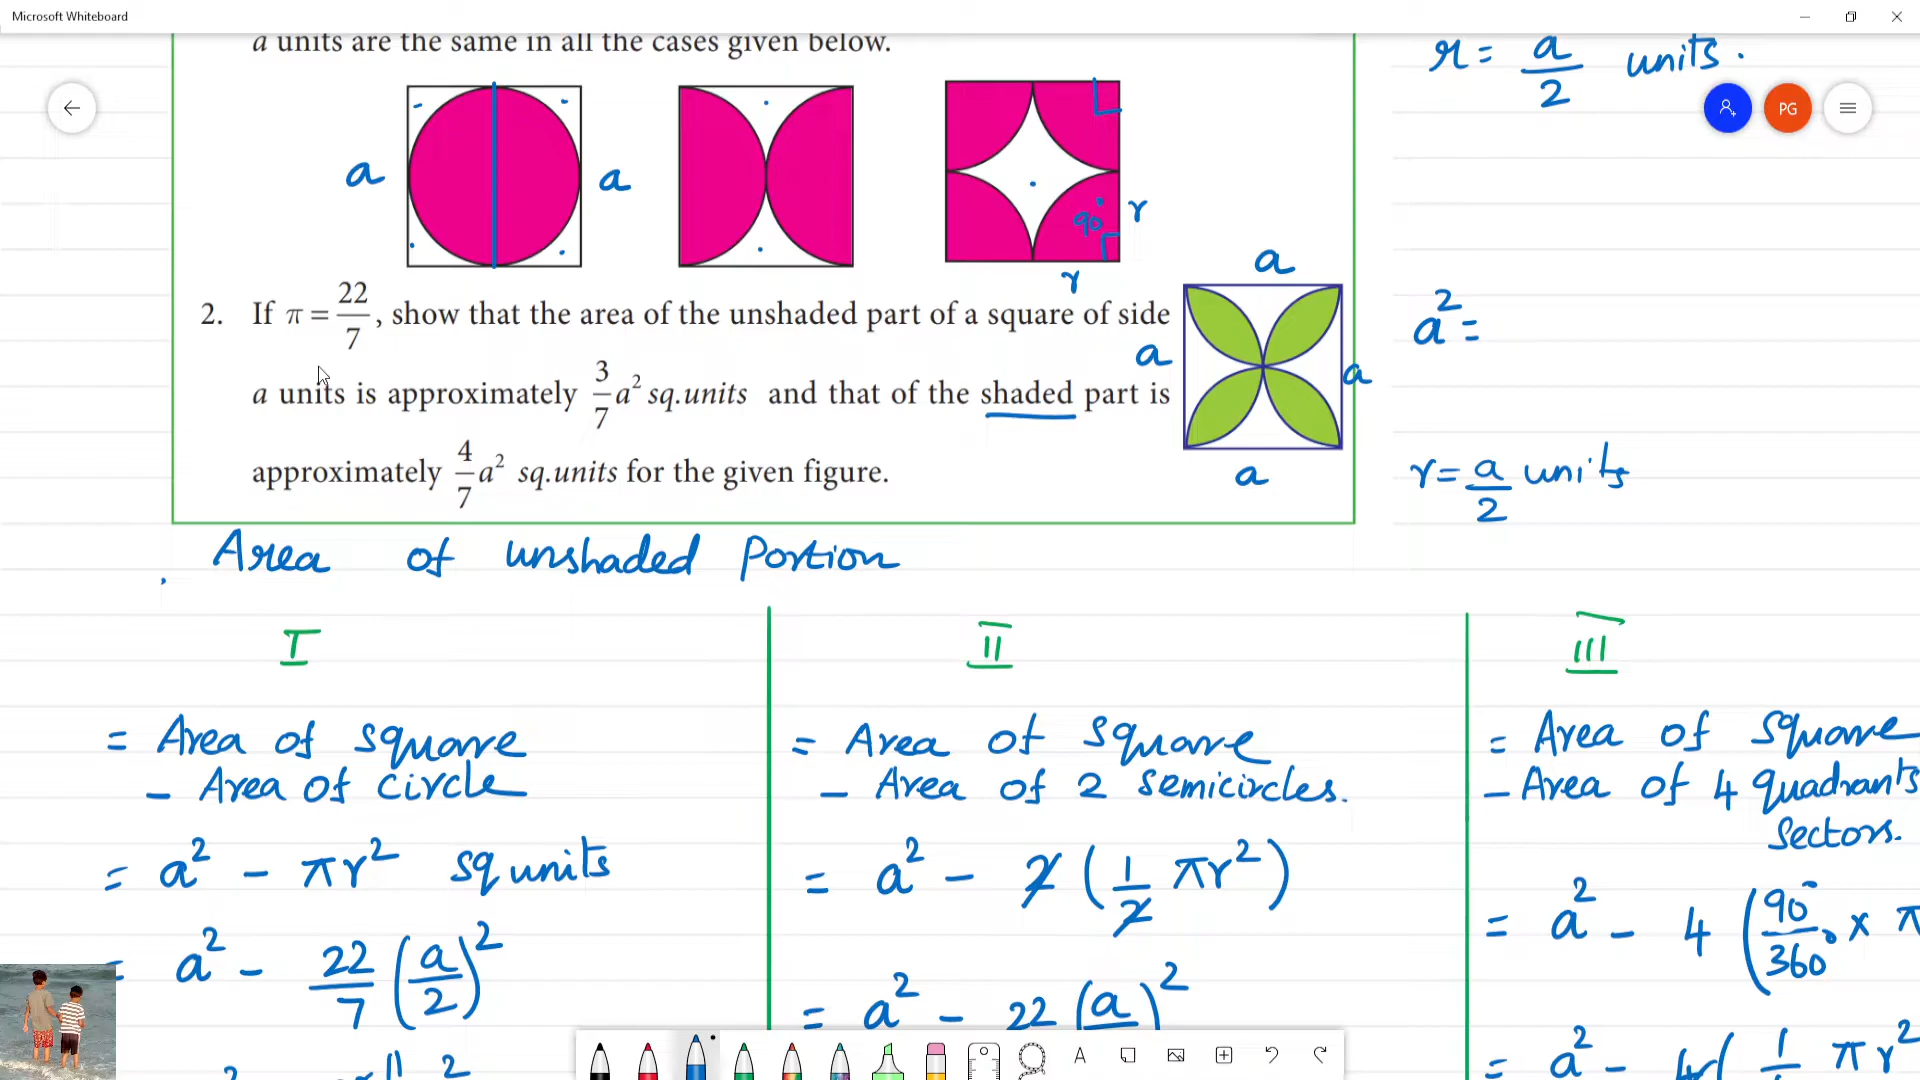 Microsoft Whiteboard
a units are the same in all the cases given below.
r = a/2 units.
PG
a
a
90°
r
r
2. If π = 22/7, show that the area of the unshaded part of a square of side
a units is approximately 3/7 a² sq.units and that of the shaded part is
approximately 4/7 a² sq.units for the given figure.
a
a
a
a
a² =
r = a/2 units
Area of unshaded Portion
I
= Area of square
- Area of circle
= a² - πr² sq units
= a² - 22/7 (a/2)²
II
= Area of square
- Area of 2 semicircles.
= a² - 2 (1/2 πr²)
= a² - 22 (a )²
III
= Area of square
- Area of 4 quadrants
sectors.
= a² - 4 (90°/360° × π
= a² - 4 ( 1 πr²
A